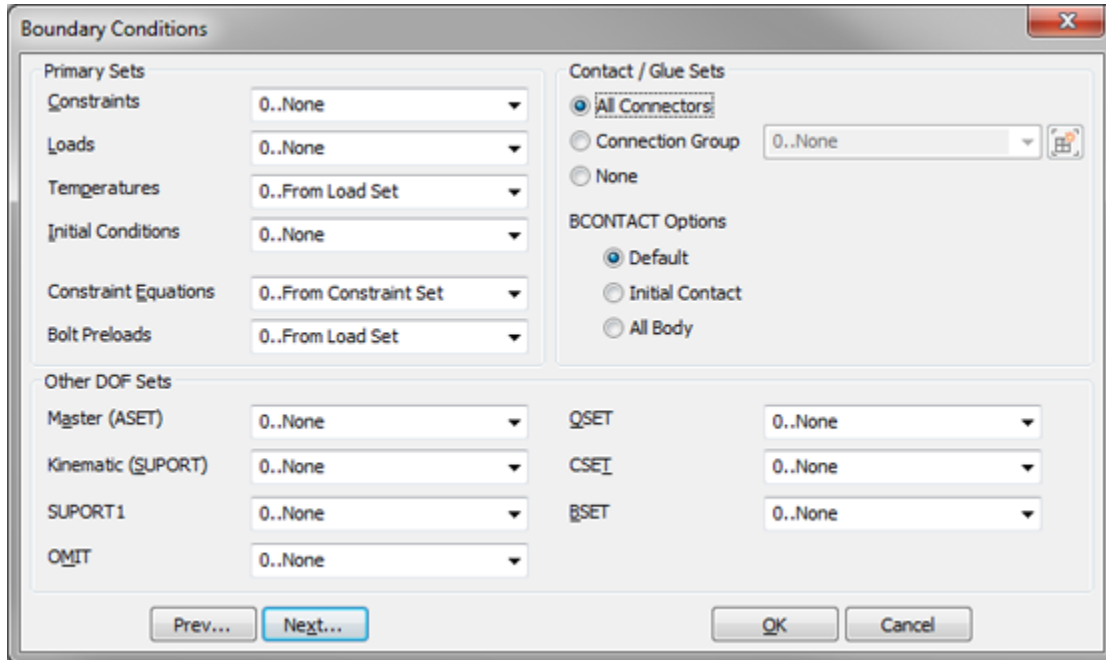 Boundary Conditions
Primary Sets
Constraints 0..None
Loads 0..None
Temperatures 0..From Load Set
Initial Conditions 0..None
Constraint Equations 0..From Constraint Set
Bolt Preloads 0..From Load Set
Contact / Glue Sets
All Connectors
Connection Group 0..None
None
BCONTACT Options
Default
Initial Contact
All Body
Other DOF Sets
Master (ASET) 0..None
Kinematic (SUPORT) 0..None
SUPORT1 0..None
OMIT 0..None
QSET 0..None
CSET 0..None
BSET 0..None
Prev... Next... OK Cancel